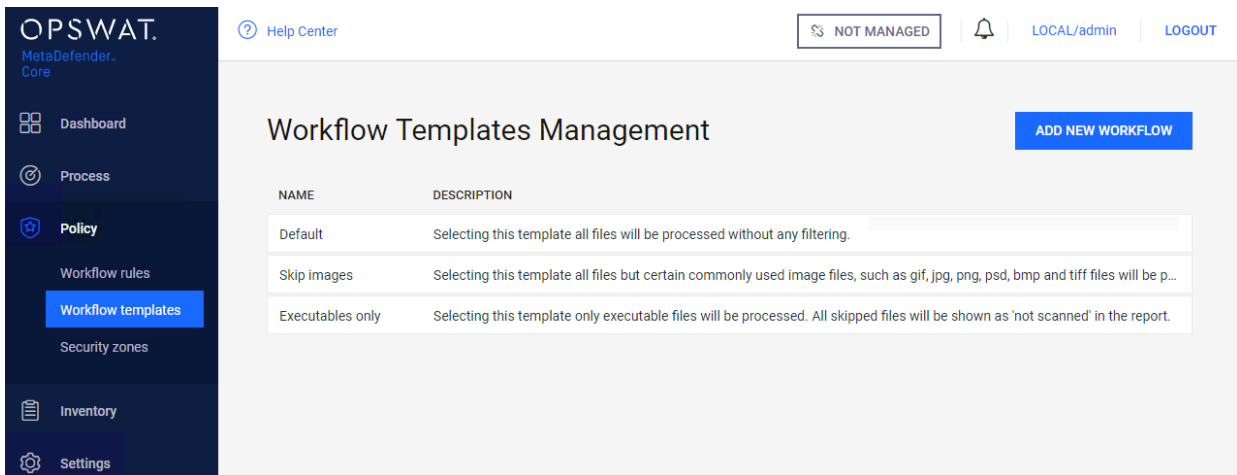 OPSWAT.
MetaDefender™
Core
Help Center
NOT MANAGED
LOCAL/admin
LOGOUT
Dashboard
Process
Policy
Workflow rules
Workflow templates
Security zones
Inventory
Settings
Workflow Templates Management
ADD NEW WORKFLOW
NAME DESCRIPTION
Default Selecting this template all files will be processed without any filtering.
Skip images Selecting this template all files but certain commonly used image files, such as gif, jpg, png, psd, bmp and tiff files will be p...
Executables only Selecting this template only executable files will be processed. All skipped files will be shown as 'not scanned' in the report.